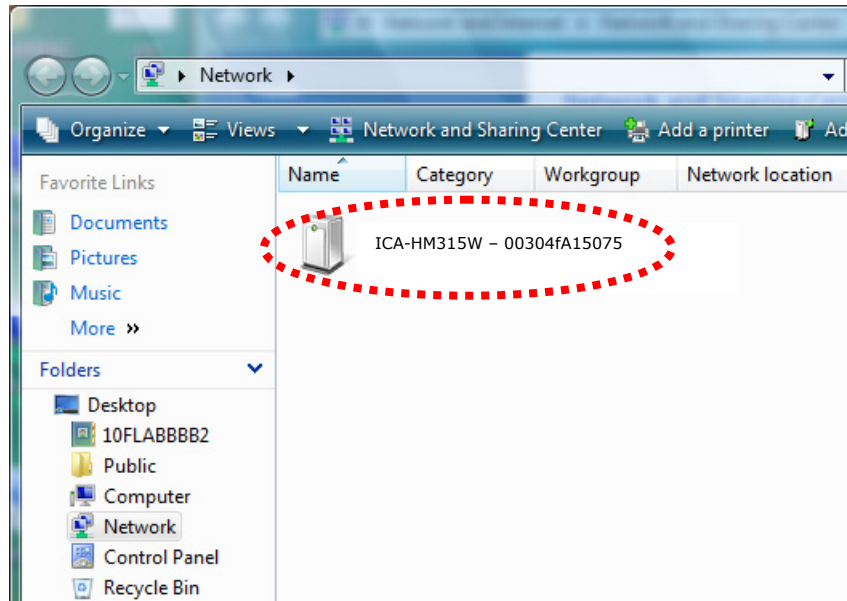 Network
Organize Views Network and Sharing Center Add a printer Ad
Favorite Links
Name Category Workgroup Network location
Documents
ICA-HM315W – 00304fA15075
Pictures
Music
More »
Folders
Desktop
10FLABBBB2
Public
Computer
Network
Control Panel
Recycle Bin